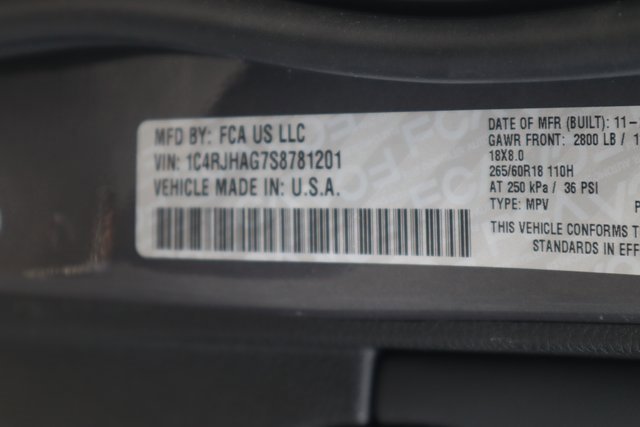 MFD BY: FCA US LLC
VIN: 1C4RJHAG7S8781201
VEHICLE MADE IN: U.S.A.
DATE OF MFR (BUILT): 11-
GAWR FRONT: 2800 LB / 1
18X8.0
265/60R18 110H
AT 250 kPa / 36 PSI
TYPE: MPV P
THIS VEHICLE CONFORMS T
STANDARDS IN EFF